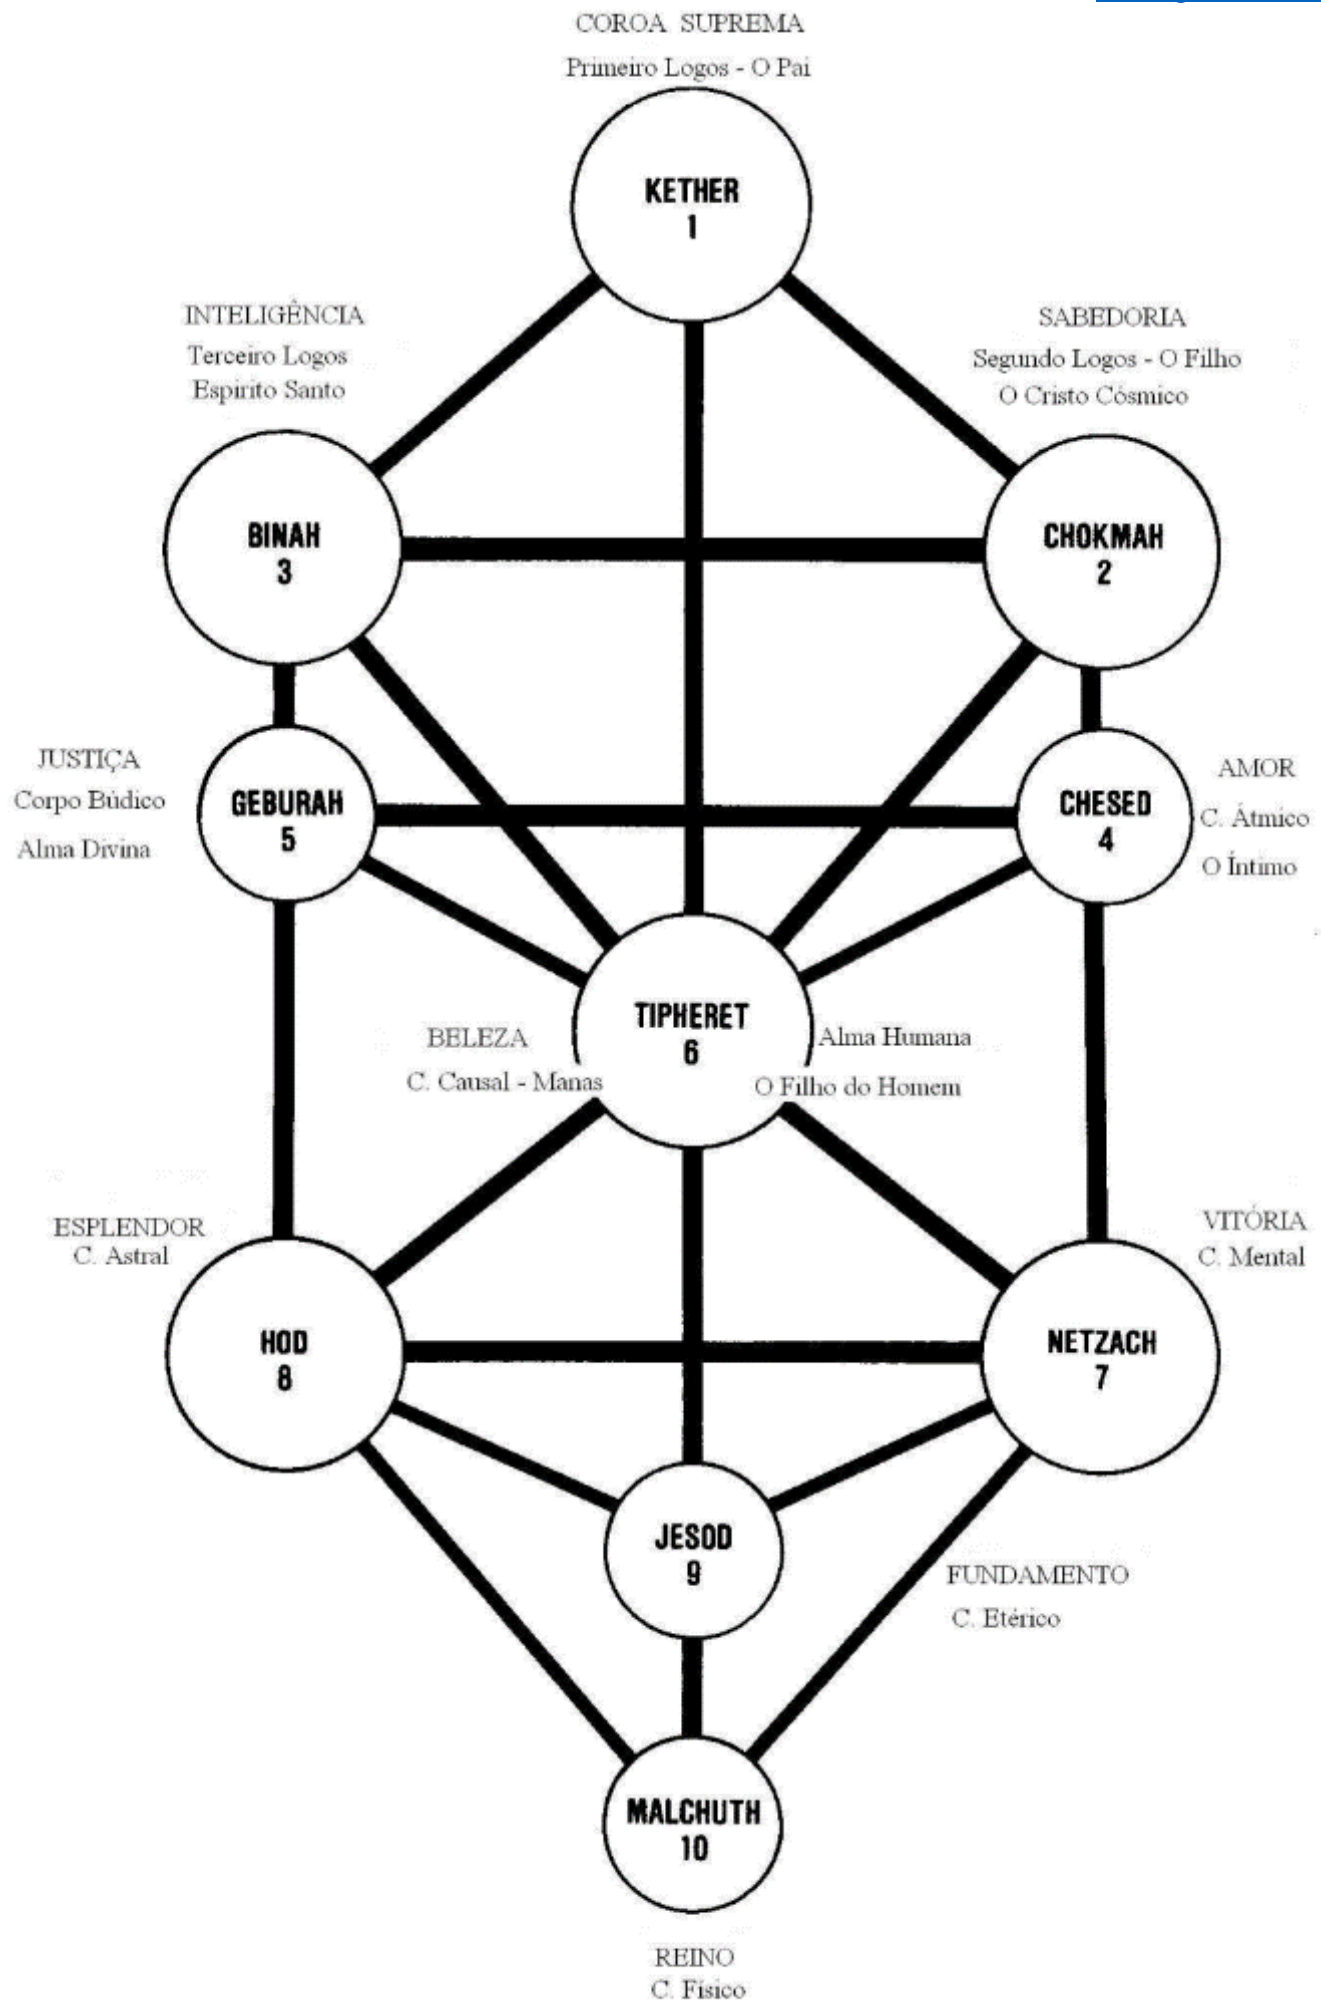 COROA SUPREMA
Primeiro Logos - O Pai
KETHER
1
INTELIGÊNCIA
Terceiro Logos
Espirito Santo
SABEDORIA
Segundo Logos - O Filho
O Cristo Cósmico
BINAH
3
CHOKMAH
2
JUSTIÇA
Corpo Búdico
Alma Divina
GEBURAH
5
CHESED
4
AMOR
C. Átmico
O Íntimo
TIPHERET
6
BELEZA
C. Causal - Manas
Alma Humana
O Filho do Homem
ESPLENDOR
C. Astral
VITÓRIA
C. Mental
HOD
8
NETZACH
7
JESOD
9
FUNDAMENTO
C. Etérico
MALCHUTH
10
REINO
C. Físico